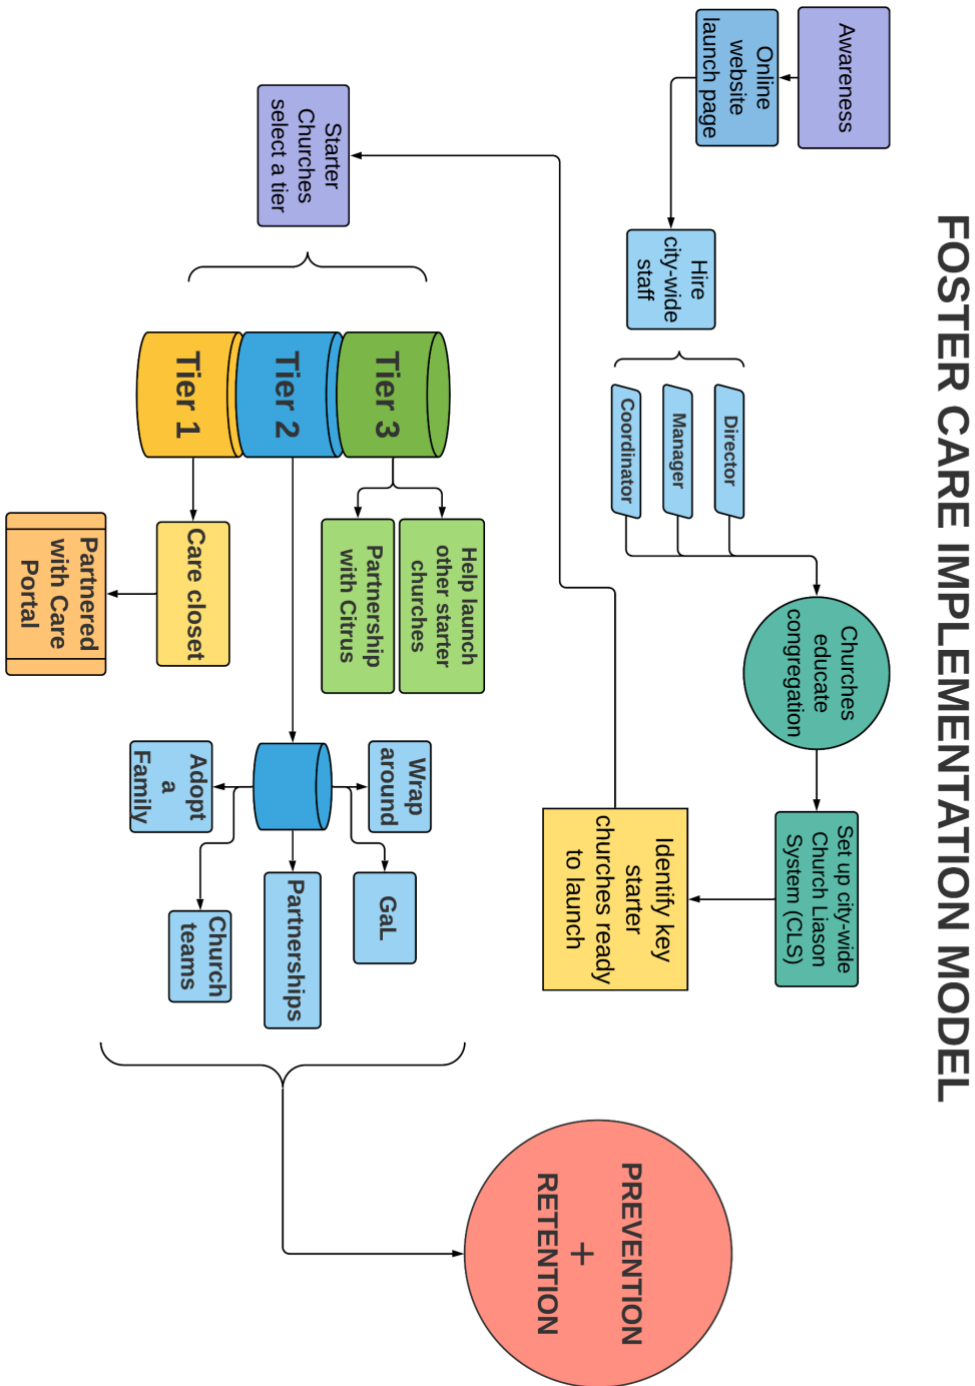 FOSTER CARE IMPLEMENTATION MODEL
Awareness
Online
website
launch page
Hire
city-wide
staff
Director
Manager
Coordinator
Churches
educate
congregation
Set up city-wide
Church Liason
System (CLS)
Identify key
starter
churches ready
to launch
Starter
Churches
select a tier
Tier 3
Tier 2
Tier 1
Help launch
other starter
churches
Partnership
with Citrus
Care closet
Partnered
with Care
Portal
Wrap
around
GaL
Partnerships
Church
teams
Adopt
a
Family
PREVENTION
+
RETENTION